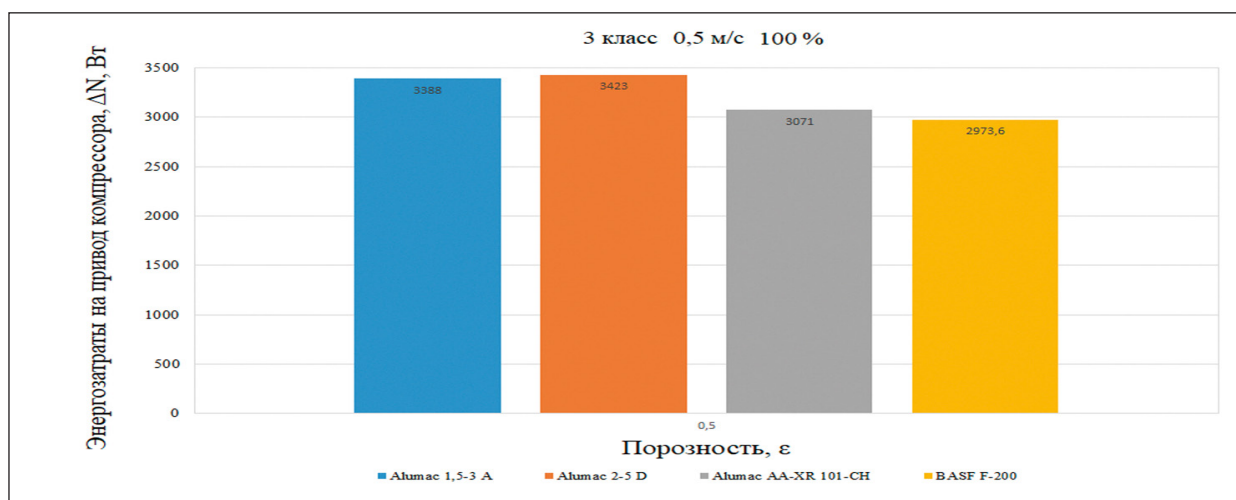 3 класс 0,5 м/с 100 %
Энергозатраты на привод компрессора, ΔN, Вт
3500
3000
2500
2000
1500
1000
500
0
3388
3423
3071
2973,6
0,5
Порозность, ε
Alumac 1,5-3 A
Alumac 2-5 D
Alumac AA-XR 101-CH
BASF F-200